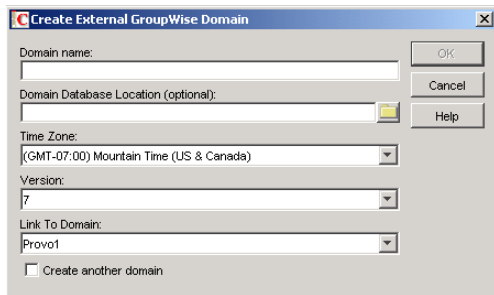 Create External GroupWise Domain
Domain name:
OK
Domain Database Location (optional):
Cancel
Help
Time Zone:
(GMT-07:00) Mountain Time (US & Canada)
Version:
7
Link To Domain:
Provo1
Create another domain